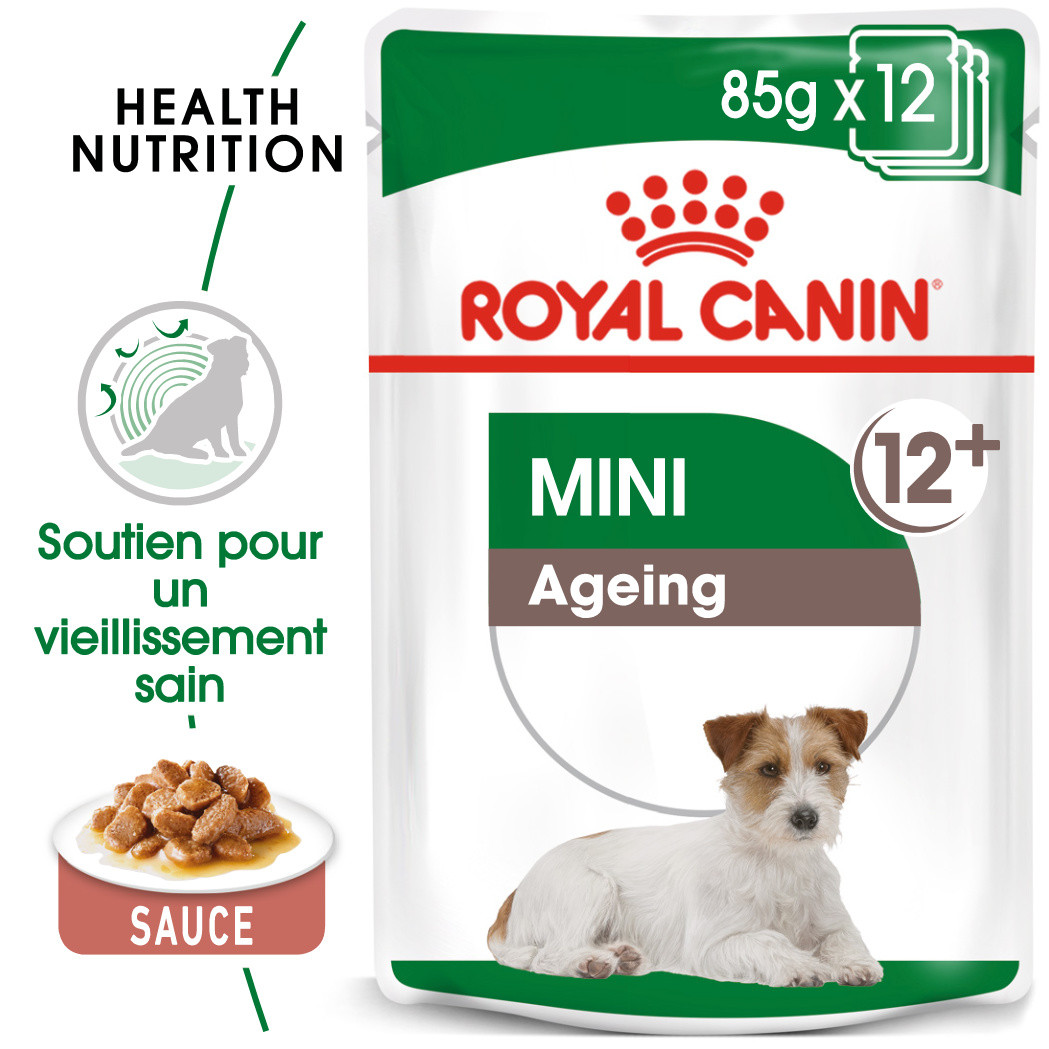 HEALTH
NUTRITION
Soutien pour
un
vieillissement
sain
SAUCE
85g x 12
ROYAL CANIN®
MINI
12+
Ageing